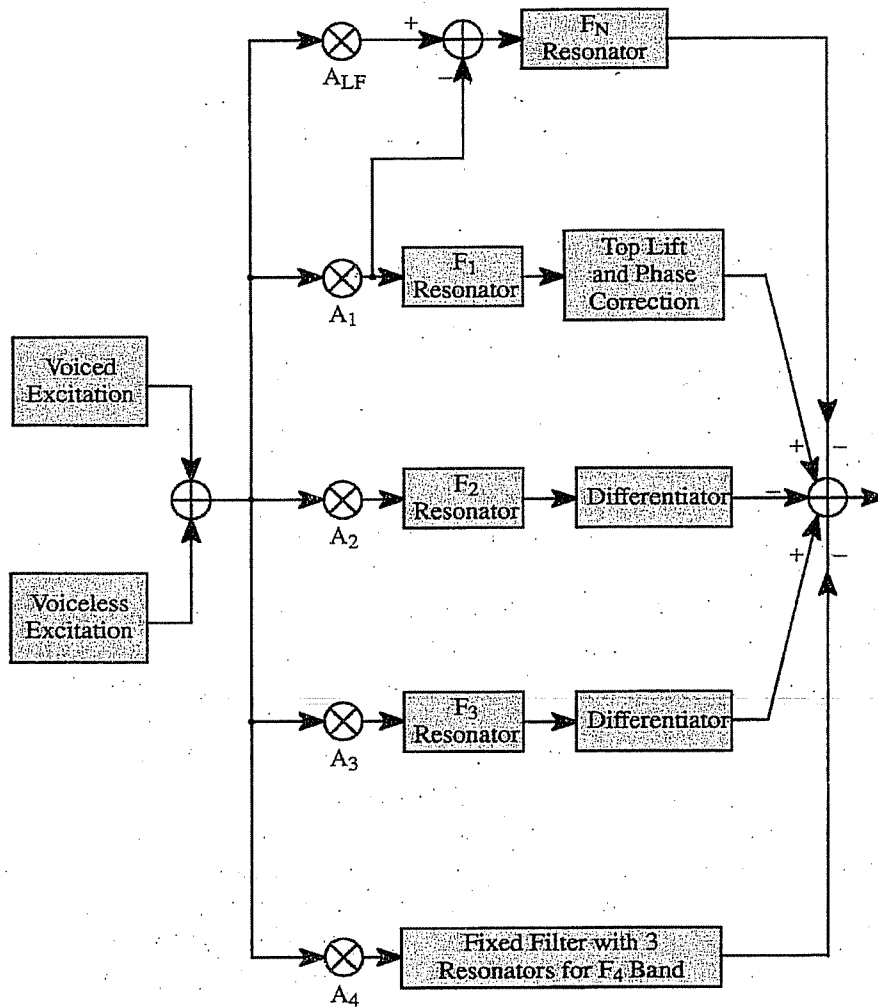 +
F_N
Resonator
A_LF
−
F_1
Resonator
Top Lift
and Phase
Correction
A_1
Voiced
Excitation
+
−
F_2
Resonator
Differentiator
−
A_2
+
−
Voiceless
Excitation
F_3
Resonator
Differentiator
A_3
Fixed Filter with 3
Resonators for F_4 Band
A_4